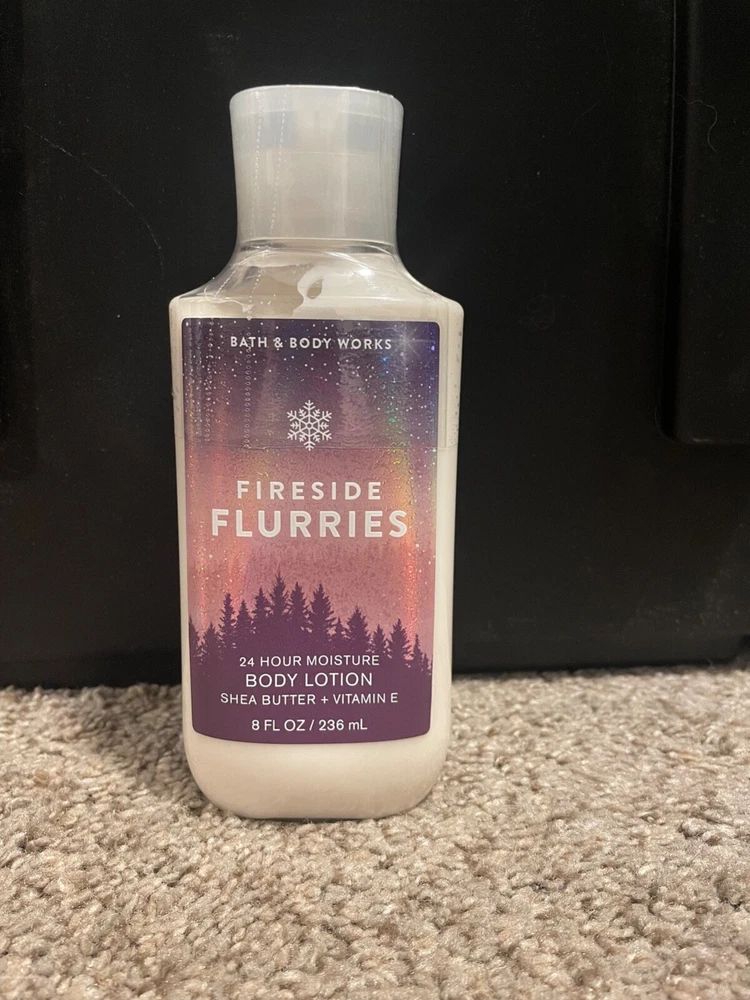 BATH & BODY WORKS
FIRESIDE
FLURRIES
24 HOUR MOISTURE
BODY LOTION
SHEA BUTTER + VITAMIN E
8 FL OZ / 236 mL